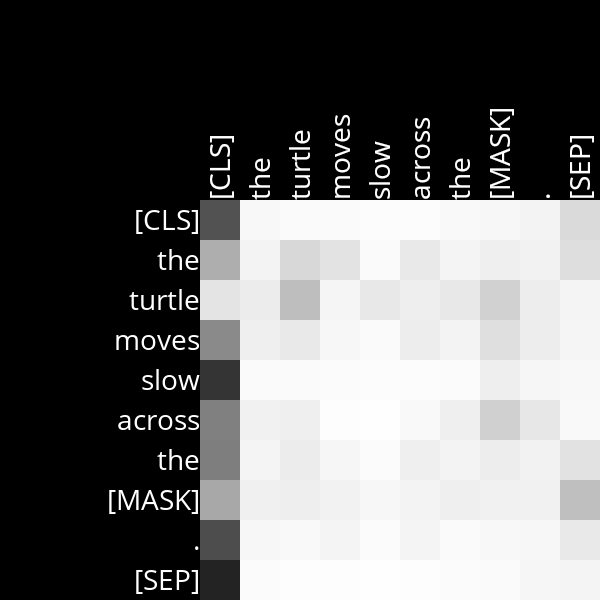 [CLS] the turtle moves slow across the [MASK] . [SEP]
[CLS]
the
turtle
moves
slow
across
the
[MASK]
.
[SEP]